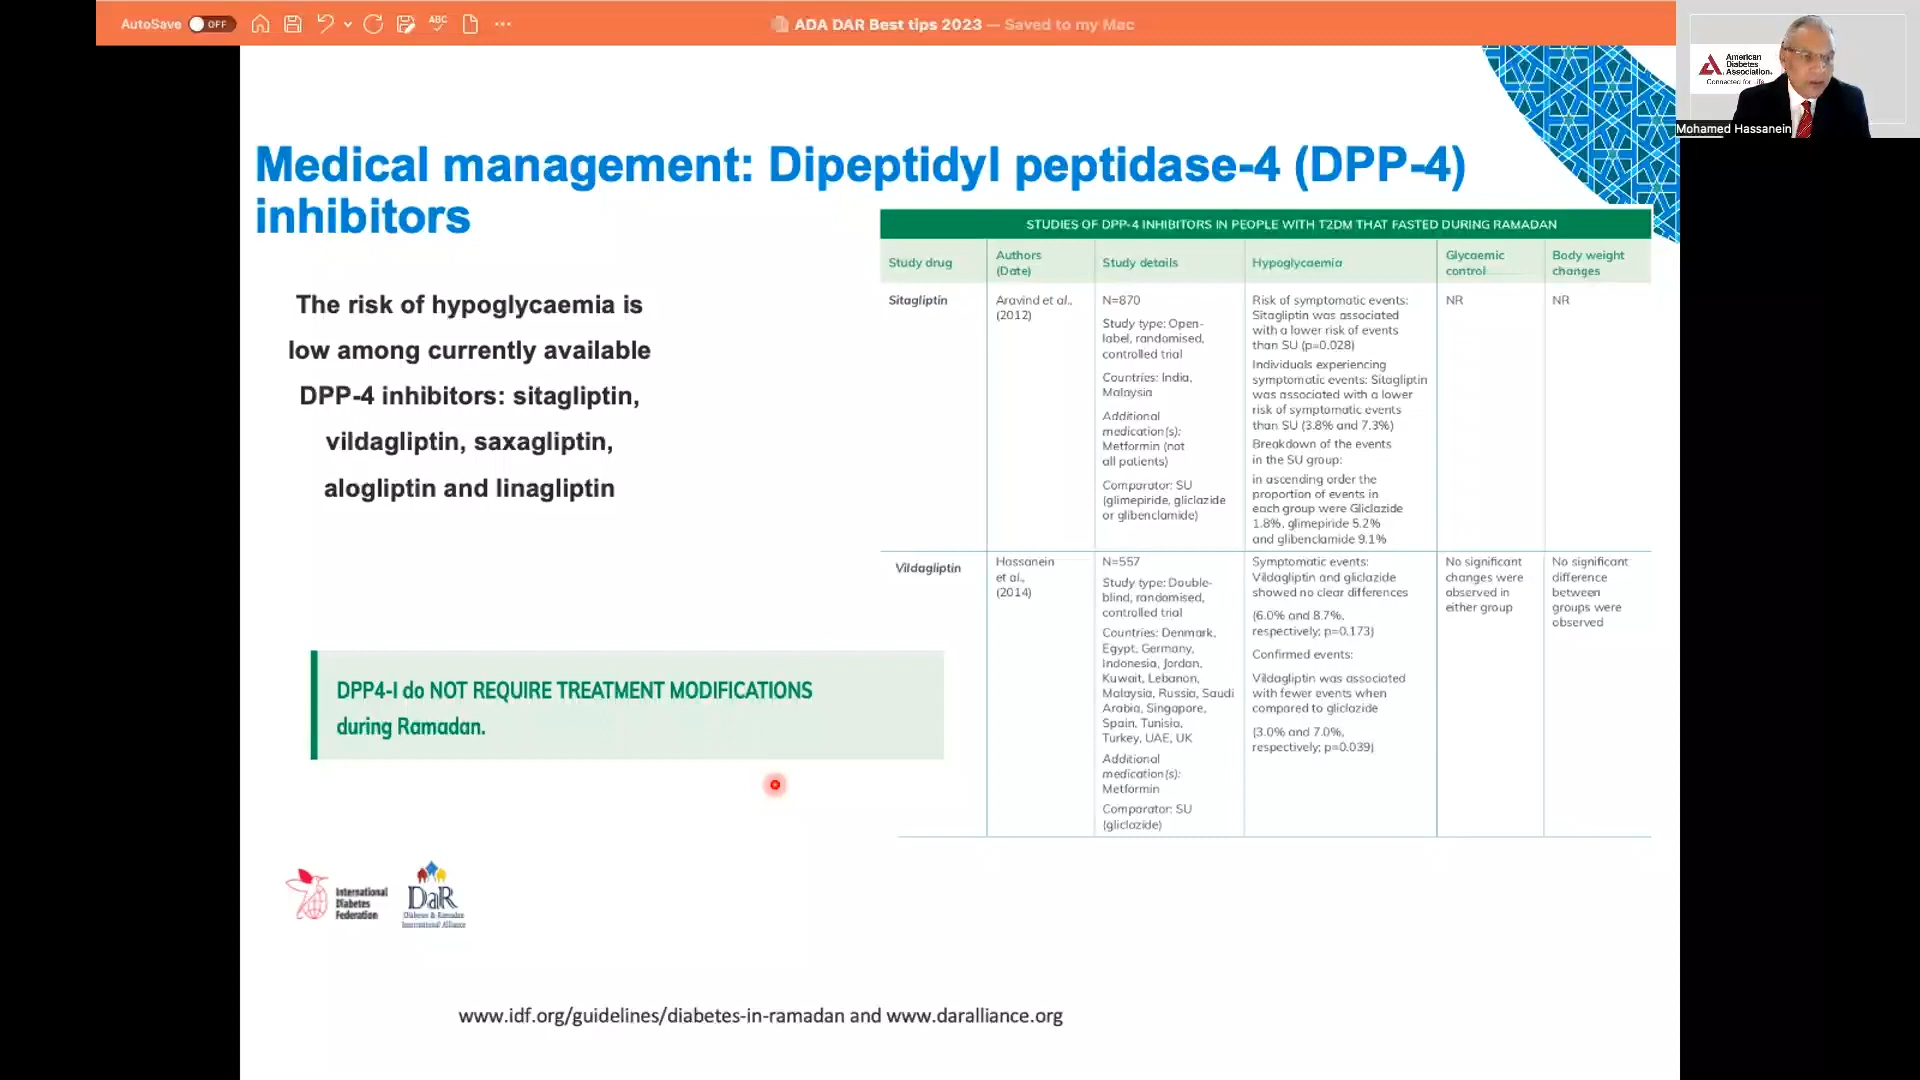 AutoSave OFF
ABC
ADA DAR Best tips 2023 — Saved to my Mac
American
Diabetes
Association.
Connected for Life
Mohamed Hassanein
Medical management: Dipeptidyl peptidase-4 (DPP-4)
inhibitors
The risk of hypoglycaemia is
low among currently available
DPP-4 inhibitors: sitagliptin,
vildagliptin, saxagliptin,
alogliptin and linagliptin
DPP4-I do NOT REQUIRE TREATMENT MODIFICATIONS
during Ramadan.
STUDIES OF DPP-4 INHIBITORS IN PEOPLE WITH T2DM THAT FASTED DURING RAMADAN
Study drug
Authors
(Date)
Study details
Hypoglycaemia
Glycaemic
control
Body weight
changes
Sitagliptin
Aravind et al.,
(2012)
N=870
Study type: Open-
label, randomised,
controlled trial
Countries: India,
Malaysia
Additional
medication(s):
Metformin (not
all patients)
Comparator: SU
(glimepiride, gliclazide
or glibenclamide)
Risk of symptomatic events:
Sitagliptin was associated
with a lower risk of events
than SU (p=0.028)
Individuals experiencing
symptomatic events: Sitagliptin
was associated with a lower
risk of symptomatic events
than SU (3.8% and 7.3%)
Breakdown of the events
in the SU group:
in ascending order the
proportion of events in
each group were Gliclazide
1.8%, glimepiride 5.2%
and glibenclamide 9.1%
NR
NR
Vildagliptin
Hassanein
et al.,
(2014)
N=557
Study type: Double-
blind, randomised,
controlled trial
Countries: Denmark,
Egypt, Germany,
Indonesia, Jordan,
Kuwait, Lebanon,
Malaysia, Russia, Saudi
Arabia, Singapore,
Spain, Tunisia,
Turkey, UAE, UK
Additional
medication(s):
Metformin
Comparator: SU
(gliclazide)
Symptomatic events:
Vildagliptin and gliclazide
showed no clear differences
(6.0% and 8.7%,
respectively; p=0.173)
Confirmed events:
Vildagliptin was associated
with fewer events when
compared to gliclazide
(3.0% and 7.0%,
respectively; p=0.039)
No significant
changes were
observed in
either group
No significant
difference
between
groups were
observed
International
Diabetes
Federation
DaR
Diabetes & Ramadan
International Alliance
www.idf.org/guidelines/diabetes-in-ramadan and www.daralliance.org